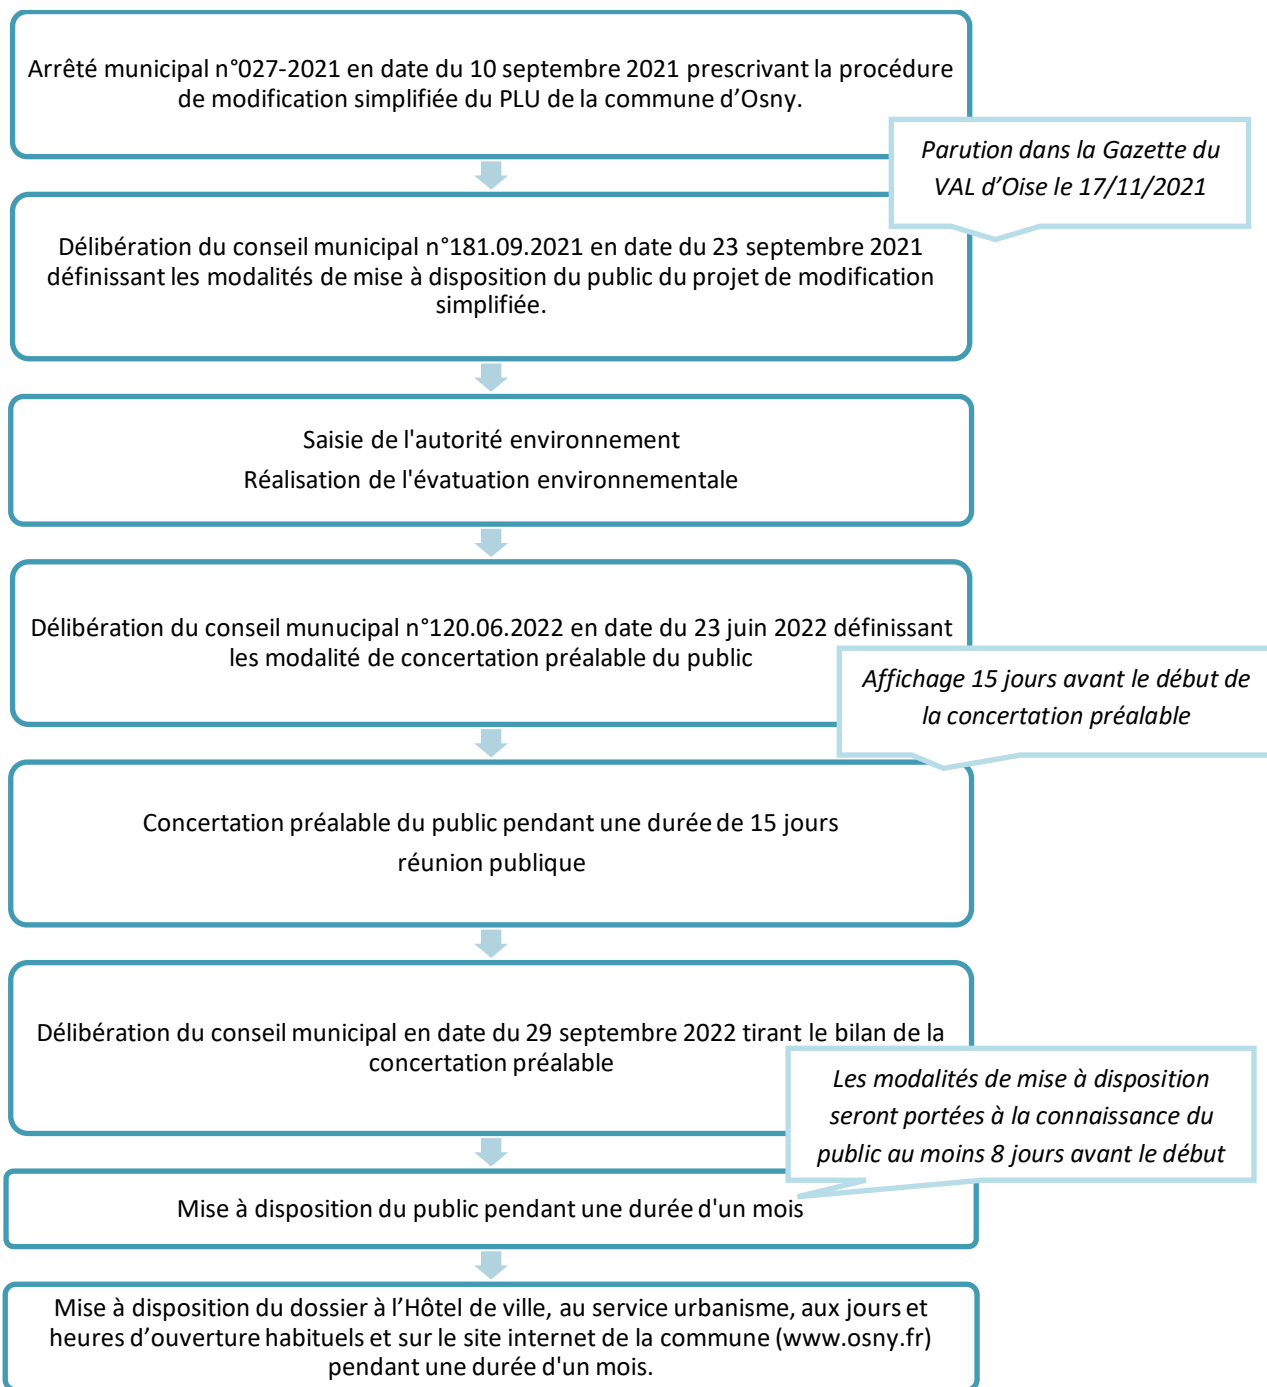 Arrêté municipal n°027-2021 en date du 10 septembre 2021 prescrivant la procédure
de modification simplifiée du PLU de la commune d’Osny.
Parution dans la Gazette du
VAL d’Oise le 17/11/2021
Délibération du conseil municipal n°181.09.2021 en date du 23 septembre 2021
définissant les modalités de mise à disposition du public du projet de modification
simplifiée.
Saisie de l'autorité environnement
Réalisation de l'évatuation environnementale
Délibération du conseil munucipal n°120.06.2022 en date du 23 juin 2022 définissant
les modalité de concertation préalable du public
Affichage 15 jours avant le début de
la concertation préalable
Concertation préalable du public pendant une durée de 15 jours
réunion publique
Délibération du conseil municipal en date du 29 septembre 2022 tirant le bilan de la
concertation préalable
Les modalités de mise à disposition
seront portées à la connaissance du
public au moins 8 jours avant le début
Mise à disposition du public pendant une durée d'un mois
Mise à disposition du dossier à l’Hôtel de ville, au service urbanisme, aux jours et
heures d’ouverture habituels et sur le site internet de la commune (www.osny.fr)
pendant une durée d'un mois.